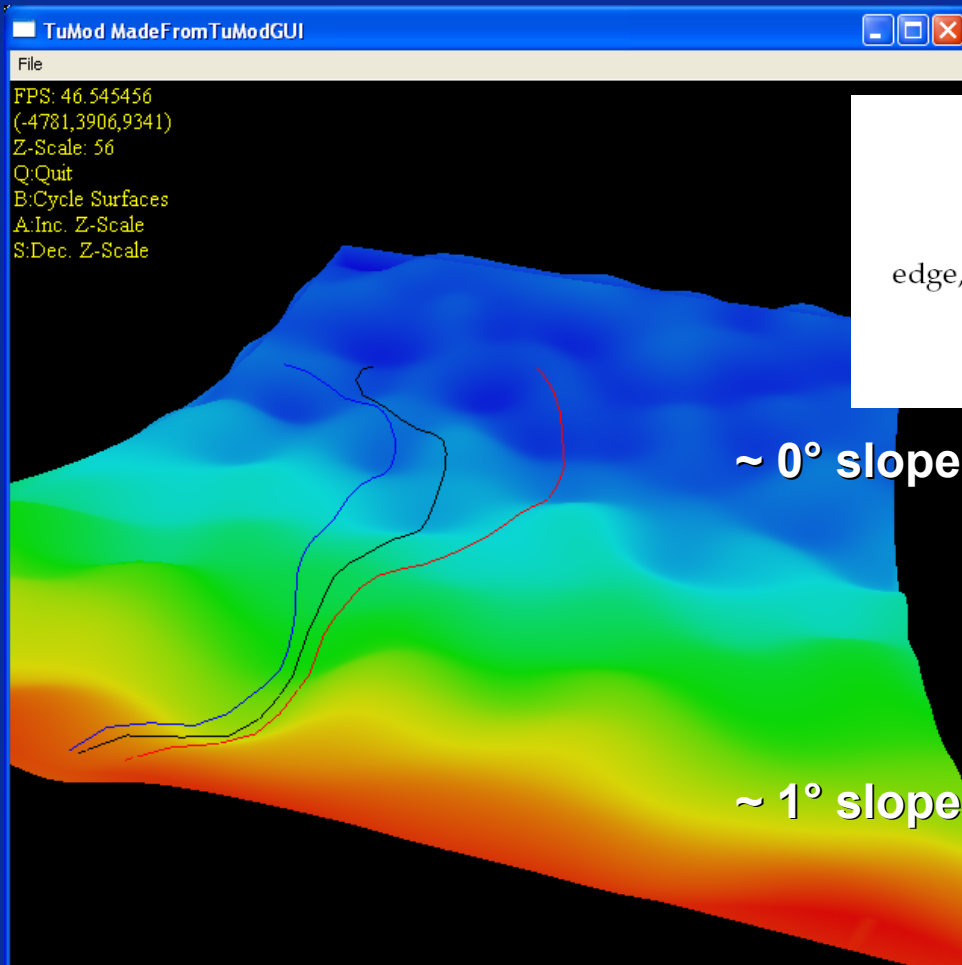 TuMod MadeFromTuModGUI
File
FPS: 46.545456
(-4781,3906,9341)
Z-Scale: 56
Q:Quit
B:Cycle Surfaces
A:Inc. Z-Scale
S:Dec. Z-Scale
edge,
~ 0° slope
~ 1° slope